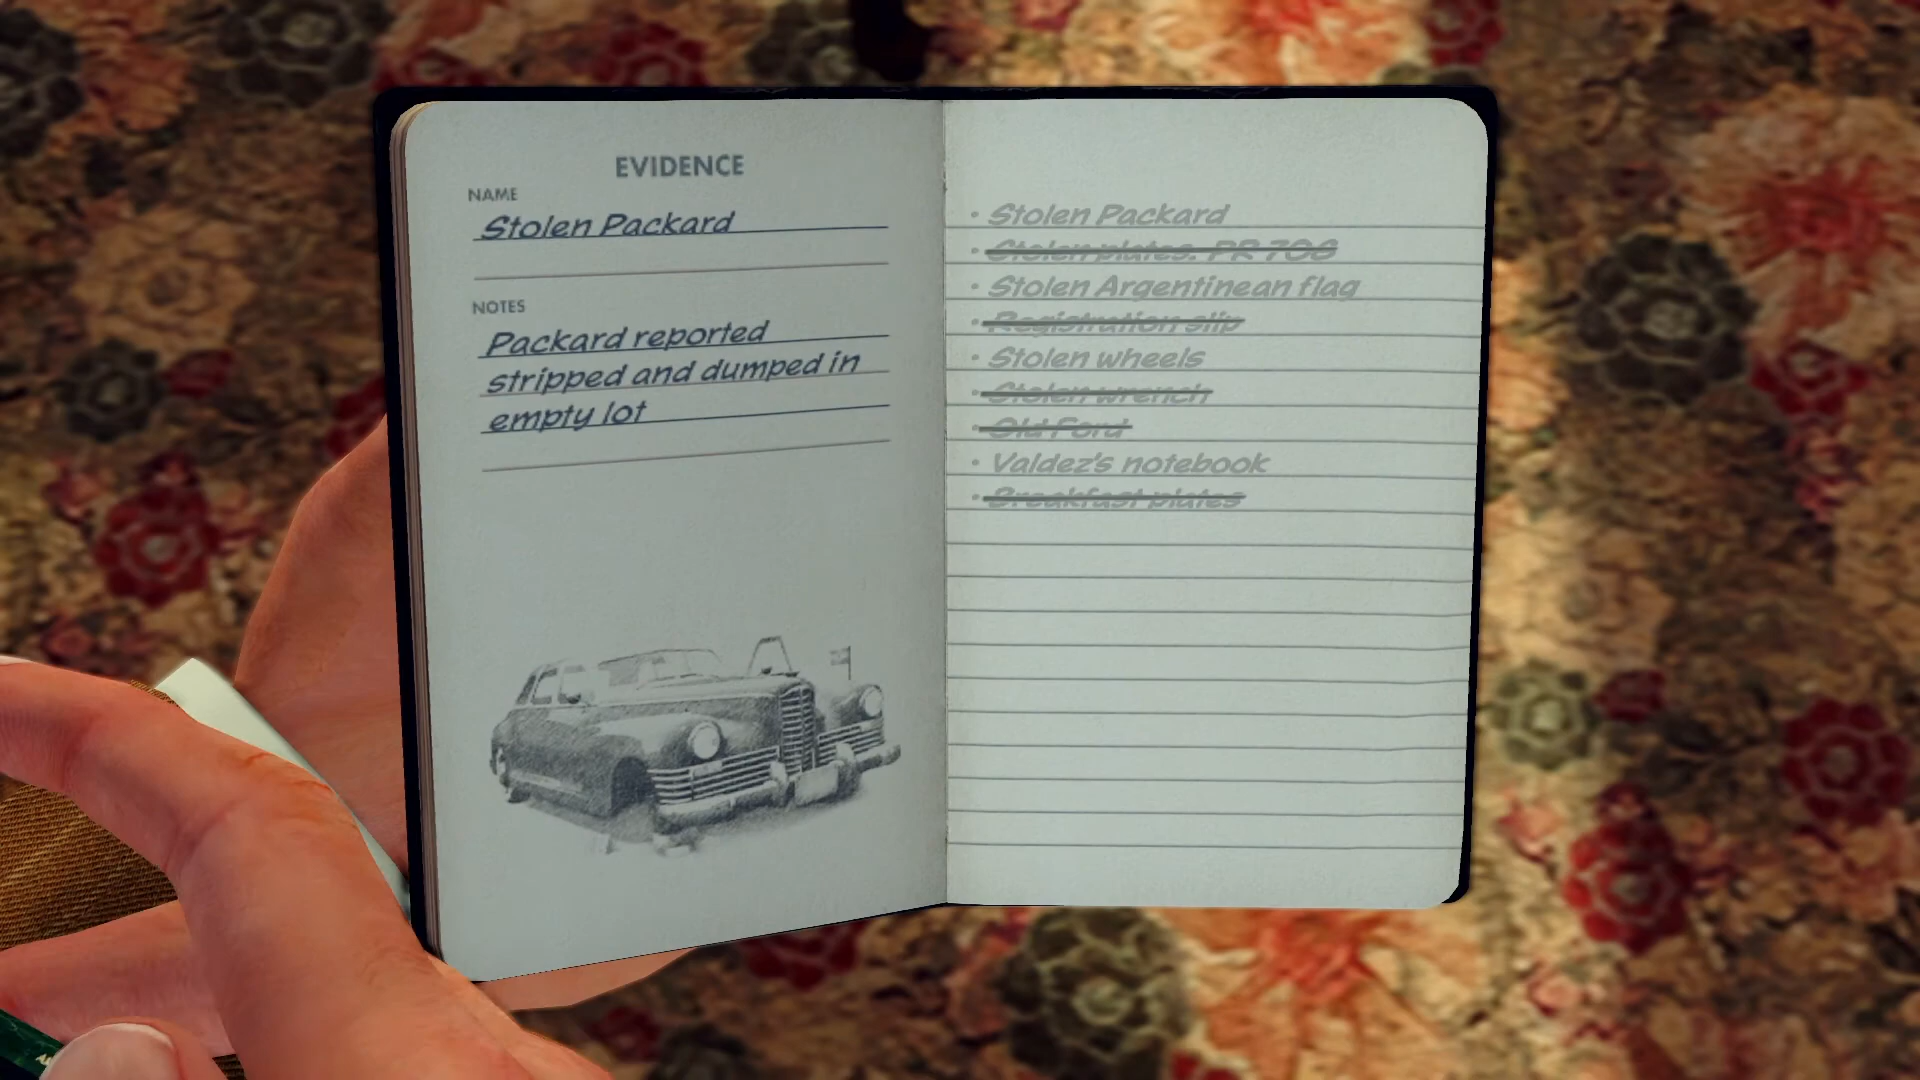 EVIDENCE
NAME
Stolen Packard
NOTES
Packard reported
stripped and dumped in
empty lot
• Stolen Packard
• Stolen plates: PR 706
• Stolen Argentinean flag
• Registration slip
• Stolen wheels
• Stolen wrench
• Old Ford
• Valdez's notebook
• Breakfast plates